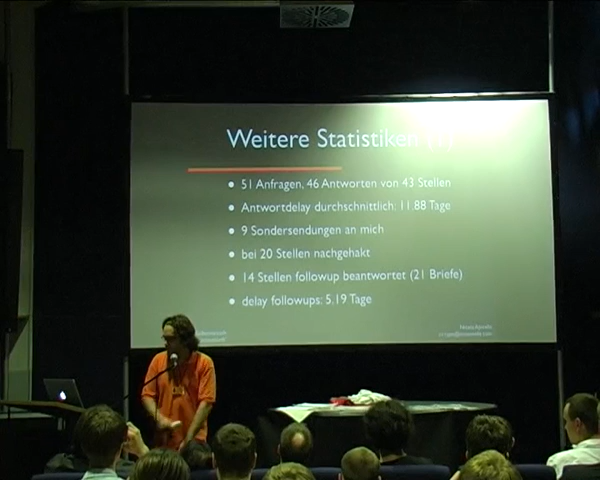 Weitere Statistiken (1)
51 Anfragen, 46 Antworten von 43 Stellen
Antwortdelay durchschnittlich: 11.88 Tage
9 Sondersendungen an mich
bei 20 Stellen nachgehakt
14 Stellen followup beantwortet (21 Briefe)
delay followups: 5.19 Tage